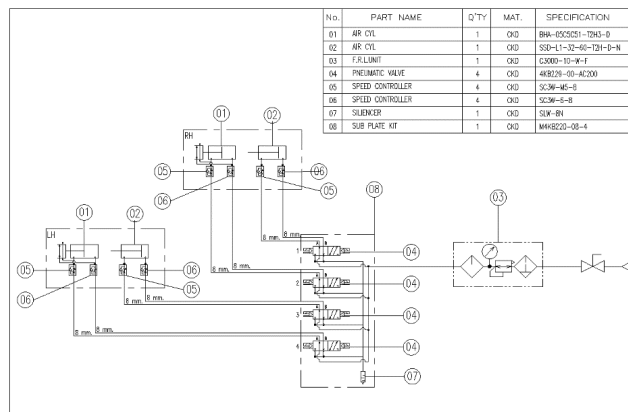 No. PART NAME Q'TY MAT. SPECIFICATION
01 AIR CYL 1 CKD BHA-05C5C51-T2H3-D
02 AIR CYL 1 CKD SSD-L1-32-60-T2H-D-N
03 F.R.L.UNIT 1 CKD C3000-10-W-F
04 PNEUMATIC VALVE 4 CKD 4KB229-00-AC200
05 SPEED CONTROLLER 4 CKD SC3W-M5-6
06 SPEED CONTROLLER 4 CKD SC3W-6-8
07 SILIENCER 1 CKD SLW-8N
08 SUB PLATE KIT 1 CKD M4KB220-08-4
01 02
RH
05 06
06 05
08
03
01 02
LH
05 06
06 05
8 mm. 8 mm.
1 04
8 mm. 8 mm.
2 04
8 mm. 8 mm.
3 04
8 mm. 8 mm.
4 04
07